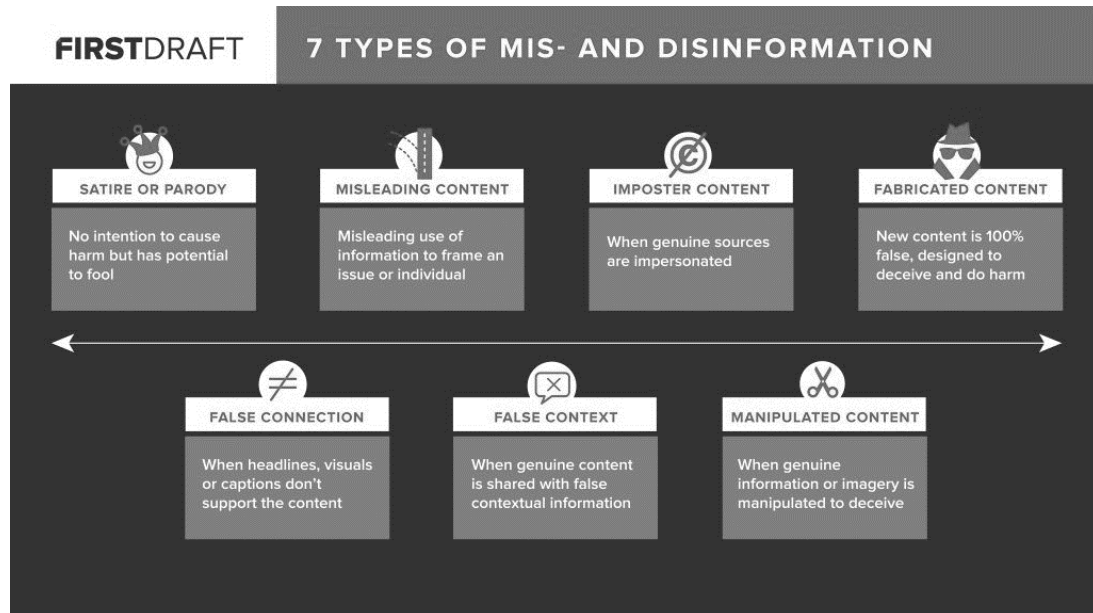 FIRSTDRAFT
7 TYPES OF MIS- AND DISINFORMATION
SATIRE OR PARODY
No intention to cause
harm but has potential
to fool
MISLEADING CONTENT
Misleading use of
information to frame an
issue or individual
IMPOSTER CONTENT
When genuine sources
are impersonated
FABRICATED CONTENT
New content is 100%
false, designed to
deceive and do harm
FALSE CONNECTION
When headlines, visuals
or captions don't
support the content
FALSE CONTEXT
When genuine content
is shared with false
contextual information
MANIPULATED CONTENT
When genuine
information or imagery is
manipulated to deceive